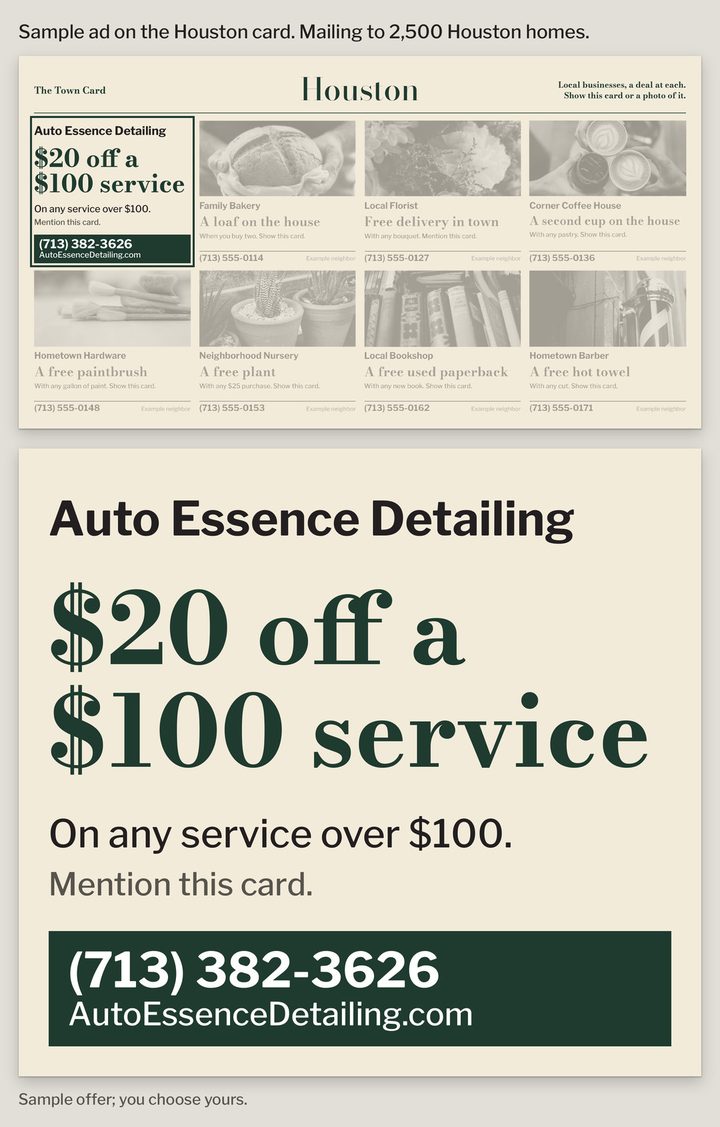 Sample ad on the Houston card. Mailing to 2,500 Houston homes.
The Town Card
Houston
Local businesses, a deal at each.
Show this card or a photo of it.
Auto Essence Detailing
$20 off a
$100 service
On any service over $100.
Mention this card.
(713) 382-3626
AutoEssenceDetailing.com
Family Bakery
A loaf on the house
When you buy two. Show this card.
(713) 555-0114
Example neighbor
Local Florist
Free delivery in town
With any bouquet. Mention this card.
(713) 555-0127
Example neighbor
Corner Coffee House
A second cup on the house
With any pastry. Show this card.
(713) 555-0136
Example neighbor
Hometown Hardware
A free paintbrush
With any gallon of paint. Show this card.
(713) 555-0148
Example neighbor
Neighborhood Nursery
A free plant
With any $25 purchase. Show this card.
(713) 555-0153
Example neighbor
Local Bookshop
A free used paperback
With any new book. Show this card.
(713) 555-0162
Example neighbor
Hometown Barber
A free hot towel
With any cut. Show this card.
(713) 555-0171
Example neighbor
Auto Essence Detailing
$20 off a
$100 service
On any service over $100.
Mention this card.
(713) 382-3626
AutoEssenceDetailing.com
Sample offer; you choose yours.